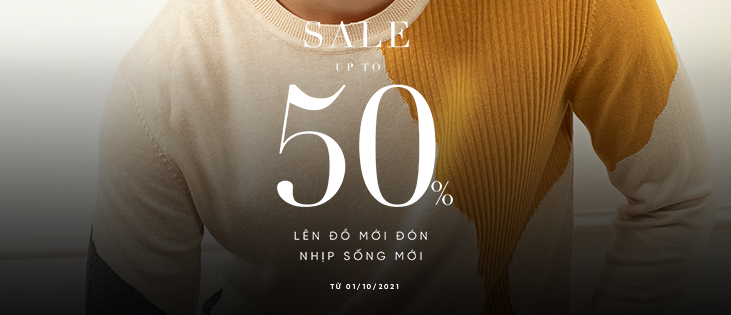 SALE
UP TO
50%
LÊN ĐỒ MỚI ĐÓN
NHỊP SỐNG MỚI
TỪ 01/10/2021